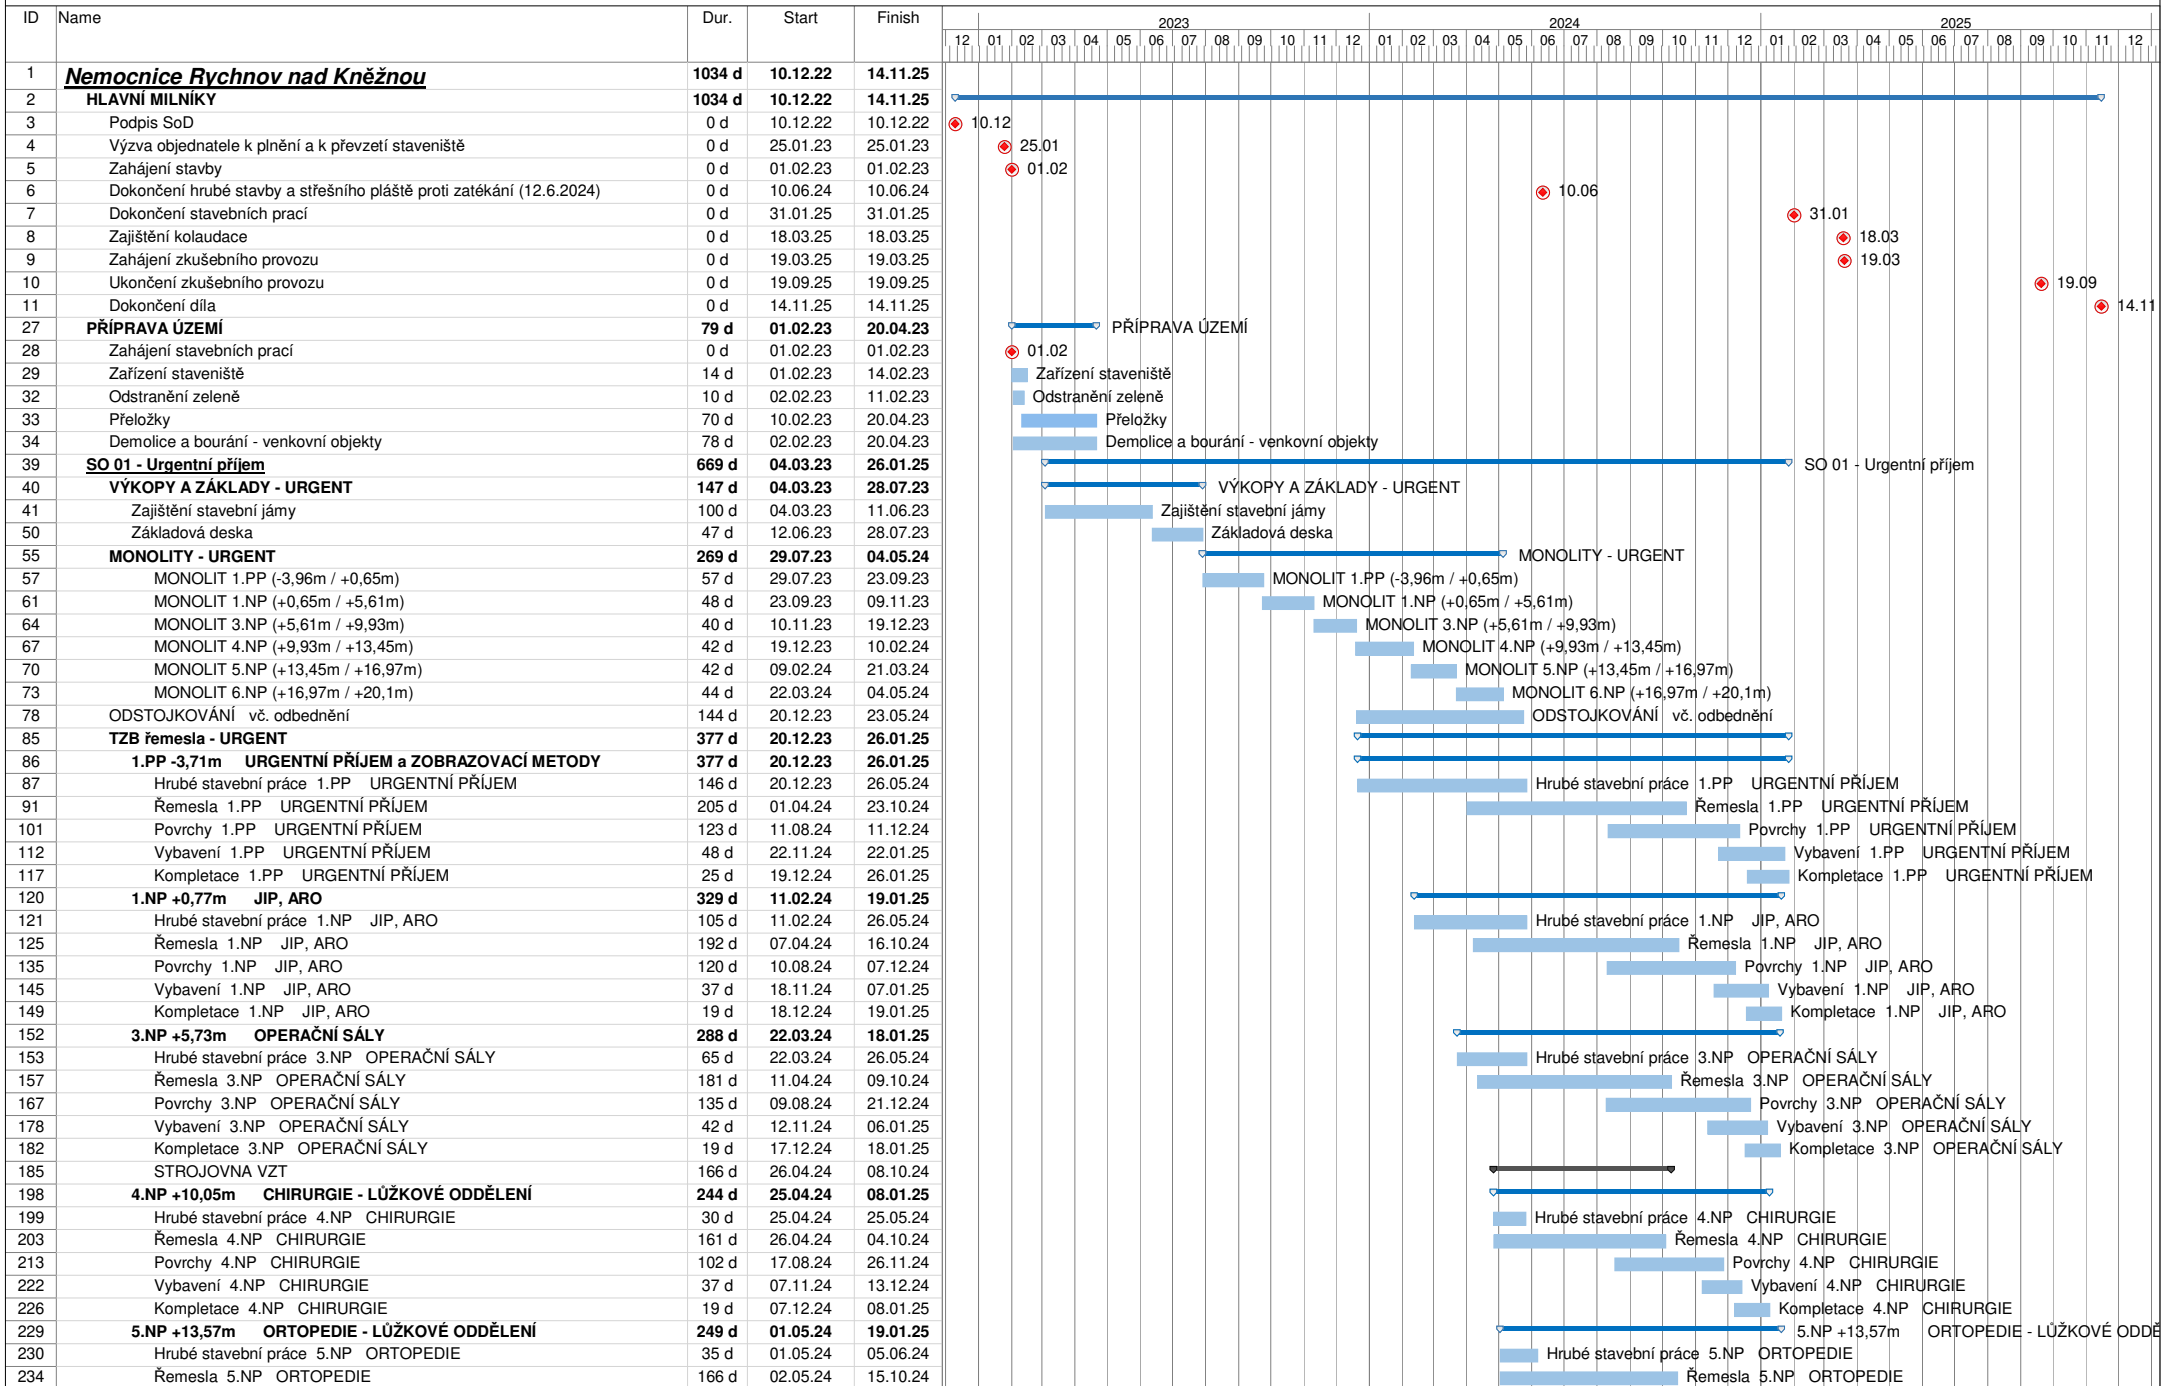 ID Name Dur. Start Finish
2023 2024 2025
12 01 02 03 04 05 06 07 08 09 10 11 12 01 02 03 04 05 06 07 08 09 10 11 12 01 02 03 04 05 06 07 08 09 10 11 12
1 Nemocnice Rychnov nad Kněžnou 1034 d 10.12.22 14.11.25
2 HLAVNÍ MILNÍKY 1034 d 10.12.22 14.11.25
3 Podpis SoD 0 d 10.12.22 10.12.22 10.12
4 Výzva objednatele k plnění a k převzetí staveniště 0 d 25.01.23 25.01.23 25.01
5 Zahájení stavby 0 d 01.02.23 01.02.23 01.02
6 Dokončení hrubé stavby a střešního pláště proti zatékání (12.6.2024) 0 d 10.06.24 10.06.24 10.06
7 Dokončení stavebních prací 0 d 31.01.25 31.01.25 31.01
8 Zajištění kolaudace 0 d 18.03.25 18.03.25 18.03
9 Zahájení zkušebního provozu 0 d 19.03.25 19.03.25 19.03
10 Ukončení zkušebního provozu 0 d 19.09.25 19.09.25 19.09
11 Dokončení díla 0 d 14.11.25 14.11.25 14.11
27 PŘÍPRAVA ÚZEMÍ 79 d 01.02.23 20.04.23 PŘÍPRAVA ÚZEMÍ
28 Zahájení stavebních prací 0 d 01.02.23 01.02.23 01.02
29 Zařízení staveniště 14 d 01.02.23 14.02.23 Zařízení staveniště
32 Odstranění zeleně 10 d 02.02.23 11.02.23 Odstranění zeleně
33 Přeložky 70 d 10.02.23 20.04.23 Přeložky
34 Demolice a bourání - venkovní objekty 78 d 02.02.23 20.04.23 Demolice a bourání - venkovní objekty
39 SO 01 - Urgentní příjem 669 d 04.03.23 26.01.25 SO 01 - Urgentní příjem
40 VÝKOPY A ZÁKLADY - URGENT 147 d 04.03.23 28.07.23 VÝKOPY A ZÁKLADY - URGENT
41 Zajištění stavební jámy 100 d 04.03.23 11.06.23 Zajištění stavební jámy
50 Základová deska 47 d 12.06.23 28.07.23 Základová deska
55 MONOLITY - URGENT 269 d 29.07.23 04.05.24 MONOLITY - URGENT
57 MONOLIT 1.PP (-3,96m / +0,65m) 57 d 29.07.23 23.09.23 MONOLIT 1.PP (-3,96m / +0,65m)
61 MONOLIT 1.NP (+0,65m / +5,61m) 48 d 23.09.23 09.11.23 MONOLIT 1.NP (+0,65m / +5,61m)
64 MONOLIT 3.NP (+5,61m / +9,93m) 40 d 10.11.23 19.12.23 MONOLIT 3.NP (+5,61m / +9,93m)
67 MONOLIT 4.NP (+9,93m / +13,45m) 42 d 19.12.23 10.02.24 MONOLIT 4.NP (+9,93m / +13,45m)
70 MONOLIT 5.NP (+13,45m / +16,97m) 42 d 09.02.24 21.03.24 MONOLIT 5.NP (+13,45m / +16,97m)
73 MONOLIT 6.NP (+16,97m / +20,1m) 44 d 22.03.24 04.05.24 MONOLIT 6.NP (+16,97m / +20,1m)
78 ODSTOJKOVÁNÍ vč. odbednění 144 d 20.12.23 23.05.24 ODSTOJKOVÁNÍ vč. odbednění
85 TZB řemesla - URGENT 377 d 20.12.23 26.01.25
86 1.PP -3,71m URGENTNÍ PŘÍJEM a ZOBRAZOVACÍ METODY 377 d 20.12.23 26.01.25
87 Hrubé stavební práce 1.PP URGENTNÍ PŘÍJEM 146 d 20.12.23 26.05.24 Hrubé stavební práce 1.PP URGENTNÍ PŘÍJEM
91 Řemesla 1.PP URGENTNÍ PŘÍJEM 205 d 01.04.24 23.10.24 Řemesla 1.PP URGENTNÍ PŘÍJEM
101 Povrchy 1.PP URGENTNÍ PŘÍJEM 123 d 11.08.24 11.12.24 Povrchy 1.PP URGENTNÍ PŘÍJEM
112 Vybavení 1.PP URGENTNÍ PŘÍJEM 48 d 22.11.24 22.01.25 Vybavení 1.PP URGENTNÍ PŘÍJEM
117 Kompletace 1.PP URGENTNÍ PŘÍJEM 25 d 19.12.24 26.01.25 Kompletace 1.PP URGENTNÍ PŘÍJEM
120 1.NP +0,77m JIP, ARO 329 d 11.02.24 19.01.25
121 Hrubé stavební práce 1.NP JIP, ARO 105 d 11.02.24 26.05.24 Hrubé stavební práce 1.NP JIP, ARO
125 Řemesla 1.NP JIP, ARO 192 d 07.04.24 16.10.24 Řemesla 1.NP JIP, ARO
135 Povrchy 1.NP JIP, ARO 120 d 10.08.24 07.12.24 Povrchy 1.NP JIP, ARO
145 Vybavení 1.NP JIP, ARO 37 d 18.11.24 07.01.25 Vybavení 1.NP JIP, ARO
149 Kompletace 1.NP JIP, ARO 19 d 18.12.24 19.01.25 Kompletace 1.NP JIP, ARO
152 3.NP +5,73m OPERAČNÍ SÁLY 288 d 22.03.24 18.01.25
153 Hrubé stavební práce 3.NP OPERAČNÍ SÁLY 65 d 22.03.24 26.05.24 Hrubé stavební práce 3.NP OPERAČNÍ SÁLY
157 Řemesla 3.NP OPERAČNÍ SÁLY 181 d 11.04.24 09.10.24 Řemesla 3.NP OPERAČNÍ SÁLY
167 Povrchy 3.NP OPERAČNÍ SÁLY 135 d 09.08.24 21.12.24 Povrchy 3.NP OPERAČNÍ SÁLY
178 Vybavení 3.NP OPERAČNÍ SÁLY 42 d 12.11.24 06.01.25 Vybavení 3.NP OPERAČNÍ SÁLY
182 Kompletace 3.NP OPERAČNÍ SÁLY 19 d 17.12.24 18.01.25 Kompletace 3.NP OPERAČNÍ SÁLY
185 STROJOVNA VZT 166 d 26.04.24 08.10.24
198 4.NP +10,05m CHIRURGIE - LŮŽKOVÉ ODDĚLENÍ 244 d 25.04.24 08.01.25
199 Hrubé stavební práce 4.NP CHIRURGIE 30 d 25.04.24 25.05.24 Hrubé stavební práce 4.NP CHIRURGIE
203 Řemesla 4.NP CHIRURGIE 161 d 26.04.24 04.10.24 Řemesla 4.NP CHIRURGIE
213 Povrchy 4.NP CHIRURGIE 102 d 17.08.24 26.11.24 Povrchy 4.NP CHIRURGIE
222 Vybavení 4.NP CHIRURGIE 37 d 07.11.24 13.12.24 Vybavení 4.NP CHIRURGIE
226 Kompletace 4.NP CHIRURGIE 19 d 07.12.24 08.01.25 Kompletace 4.NP CHIRURGIE
229 5.NP +13,57m ORTOPEDIE - LŮŽKOVÉ ODDĚLENÍ 249 d 01.05.24 19.01.25 5.NP +13,57m ORTOPEDIE - LŮŽKOVÉ ODDĚ
230 Hrubé stavební práce 5.NP ORTOPEDIE 35 d 01.05.24 05.06.24 Hrubé stavební práce 5.NP ORTOPEDIE
234 Řemesla 5.NP ORTOPEDIE 166 d 02.05.24 15.10.24 Řemesla 5.NP ORTOPEDIE